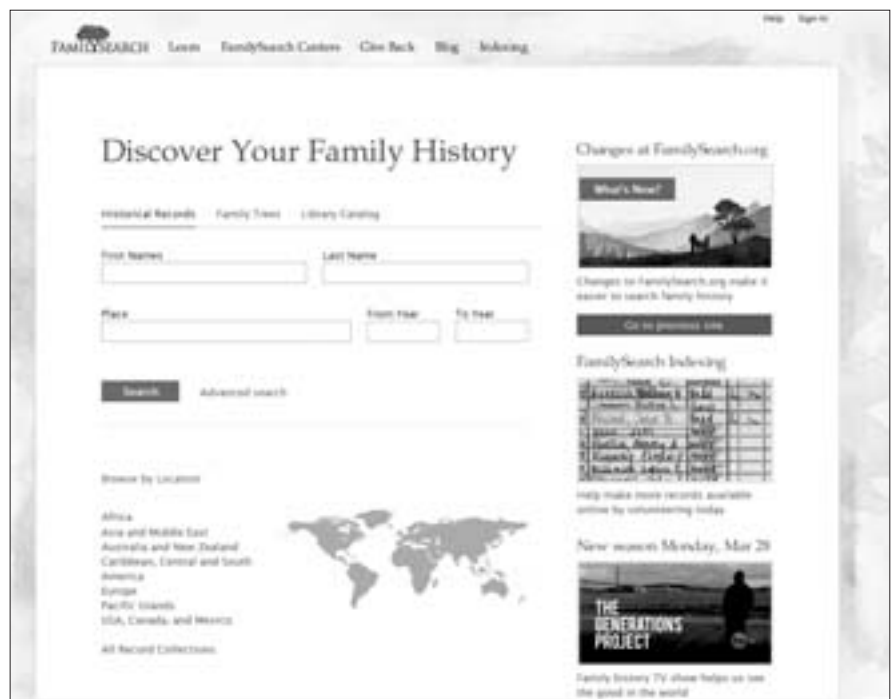 Help Sign In
FAMILYSEARCH Learn FamilySearch Centers Give Back Blog Indexing
Discover Your Family History
Historical Records Family Trees Library Catalog
First Names Last Name
Place From Year To Year
Search Advanced search
Browse by Location
Africa
Asia and Middle East
Australia and New Zealand
Caribbean, Central and South
America
Europe
Pacific Islands
USA, Canada, and Mexico
All Record Collections
Changes at FamilySearch.org
What's New?
Changes to FamilySearch.org make it
easier to search family history
Go to previous site
FamilySearch Indexing
Help make more records available
online by volunteering today
New season Monday, Mar 28
THE
GENERATIONS
PROJECT
Family history TV show helps us see
the good in the world